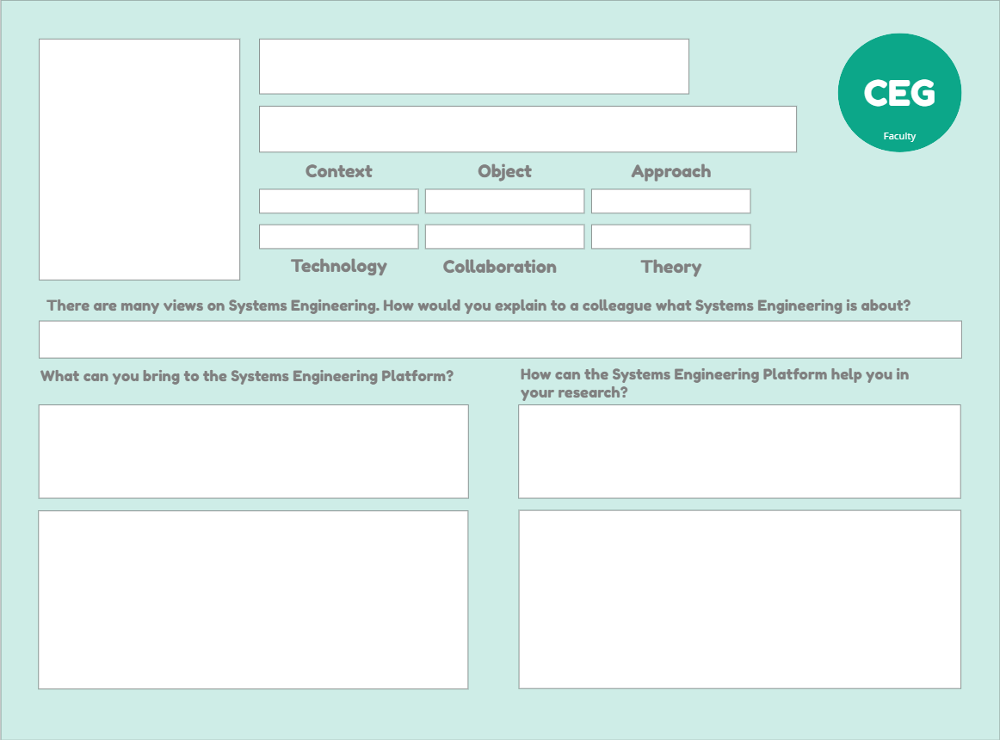 CEG
Faculty
Context Object Approach
Technology Collaboration Theory
There are many views on Systems Engineering. How would you explain to a colleague what Systems Engineering is about?
What can you bring to the Systems Engineering Platform?
How can the Systems Engineering Platform help you in
your research?